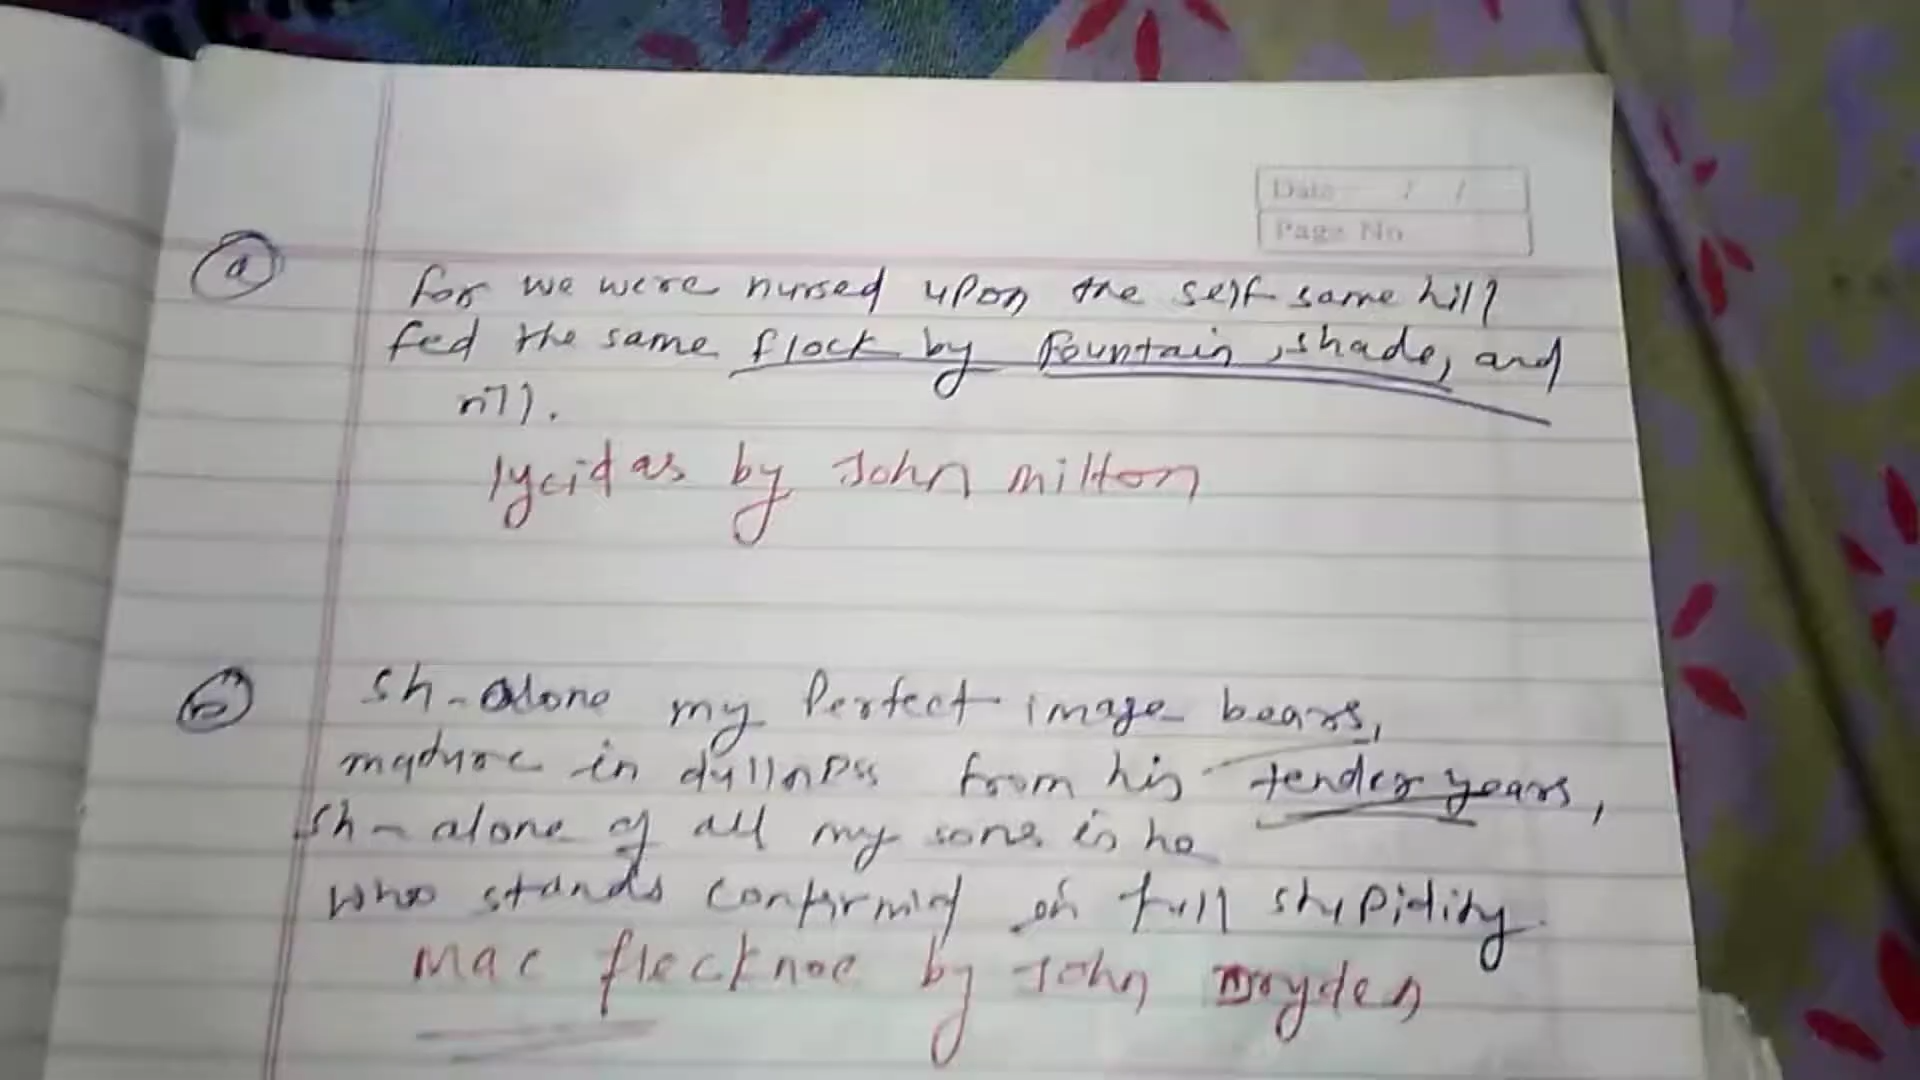 Date / /
Page No
a
for we were nursed upon the self same hill
fed the same flock by fountain, shade, and
rill.
lycidas by John milton
b
sh-alone my perfect image bears,
mature in dullness from his tender years,
sh-alone of all my sons is he
who stands confirmed in full stupidity.
mac flecknoe by John Dryden